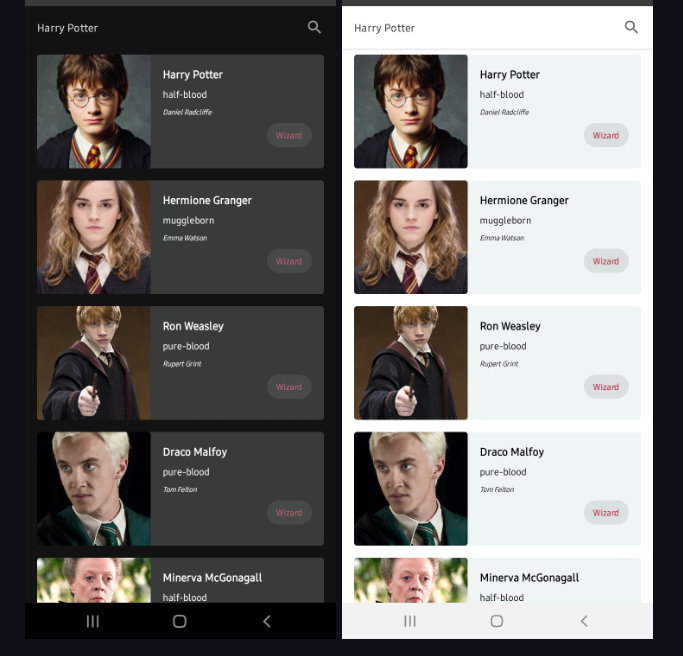 Harry Potter
Harry Potter
half-blood
Daniel Radcliffe
Wizard
Hermione Granger
muggleborn
Emma Watson
Wizard
Ron Weasley
pure-blood
Rupert Grint
Wizard
Draco Malfoy
pure-blood
Tom Felton
Wizard
Minerva McGonagall
half-blood
Harry Potter
Harry Potter
half-blood
Daniel Radcliffe
Wizard
Hermione Granger
muggleborn
Emma Watson
Wizard
Ron Weasley
pure-blood
Rupert Grint
Wizard
Draco Malfoy
pure-blood
Tom Felton
Wizard
Minerva McGonagall
half-blood